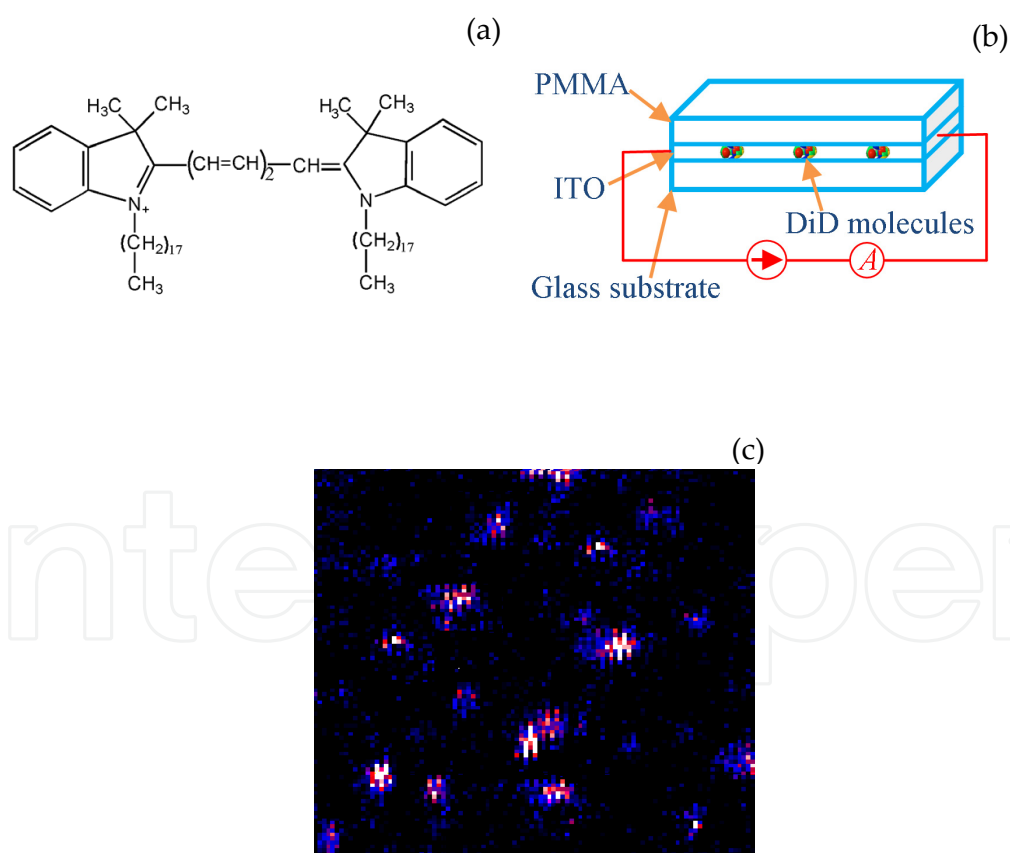 (a)
H₃C CH₃ H₃C CH₃
(CH=CH)₂ CH
N⁺ N
(CH₂)₁₇ (CH₂)₁₇
CH₃ CH₃
(b)
PMMA
ITO
DiD molecules
A
Glass substrate
(c)